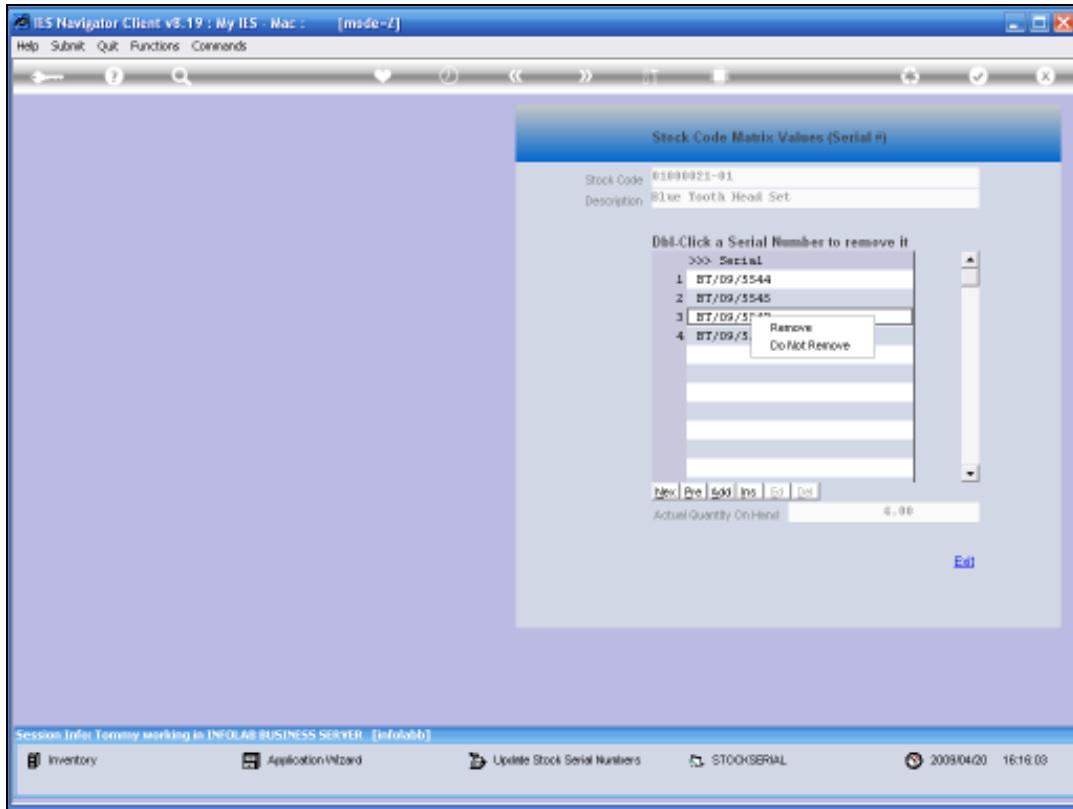 IES Navigator Client v8.19 : My IES - Mac : [mode=Z]
Help Submit Quit Functions Commands
Stock Code Matrix Values (Serial #)
Stock Code 01000021-01
Description Blue Tooth Head Set
Dbl-Click a Serial Number to remove it
>>> Serial
1 BT/09/5544
2 BT/09/5545
3 BT/09/
Remove
4 BT/09/5
Do Not Remove
Nex Pre Add Ins Ed Del
Actual Quantity On Hand 4.00
Exit
Session Info: Tommy working in INFOLAB BUSINESS SERVER [infolabb]
Inventory Application Wizard Update Stock Serial Numbers STOCKSERIAL 2009/04/20 16:16:03